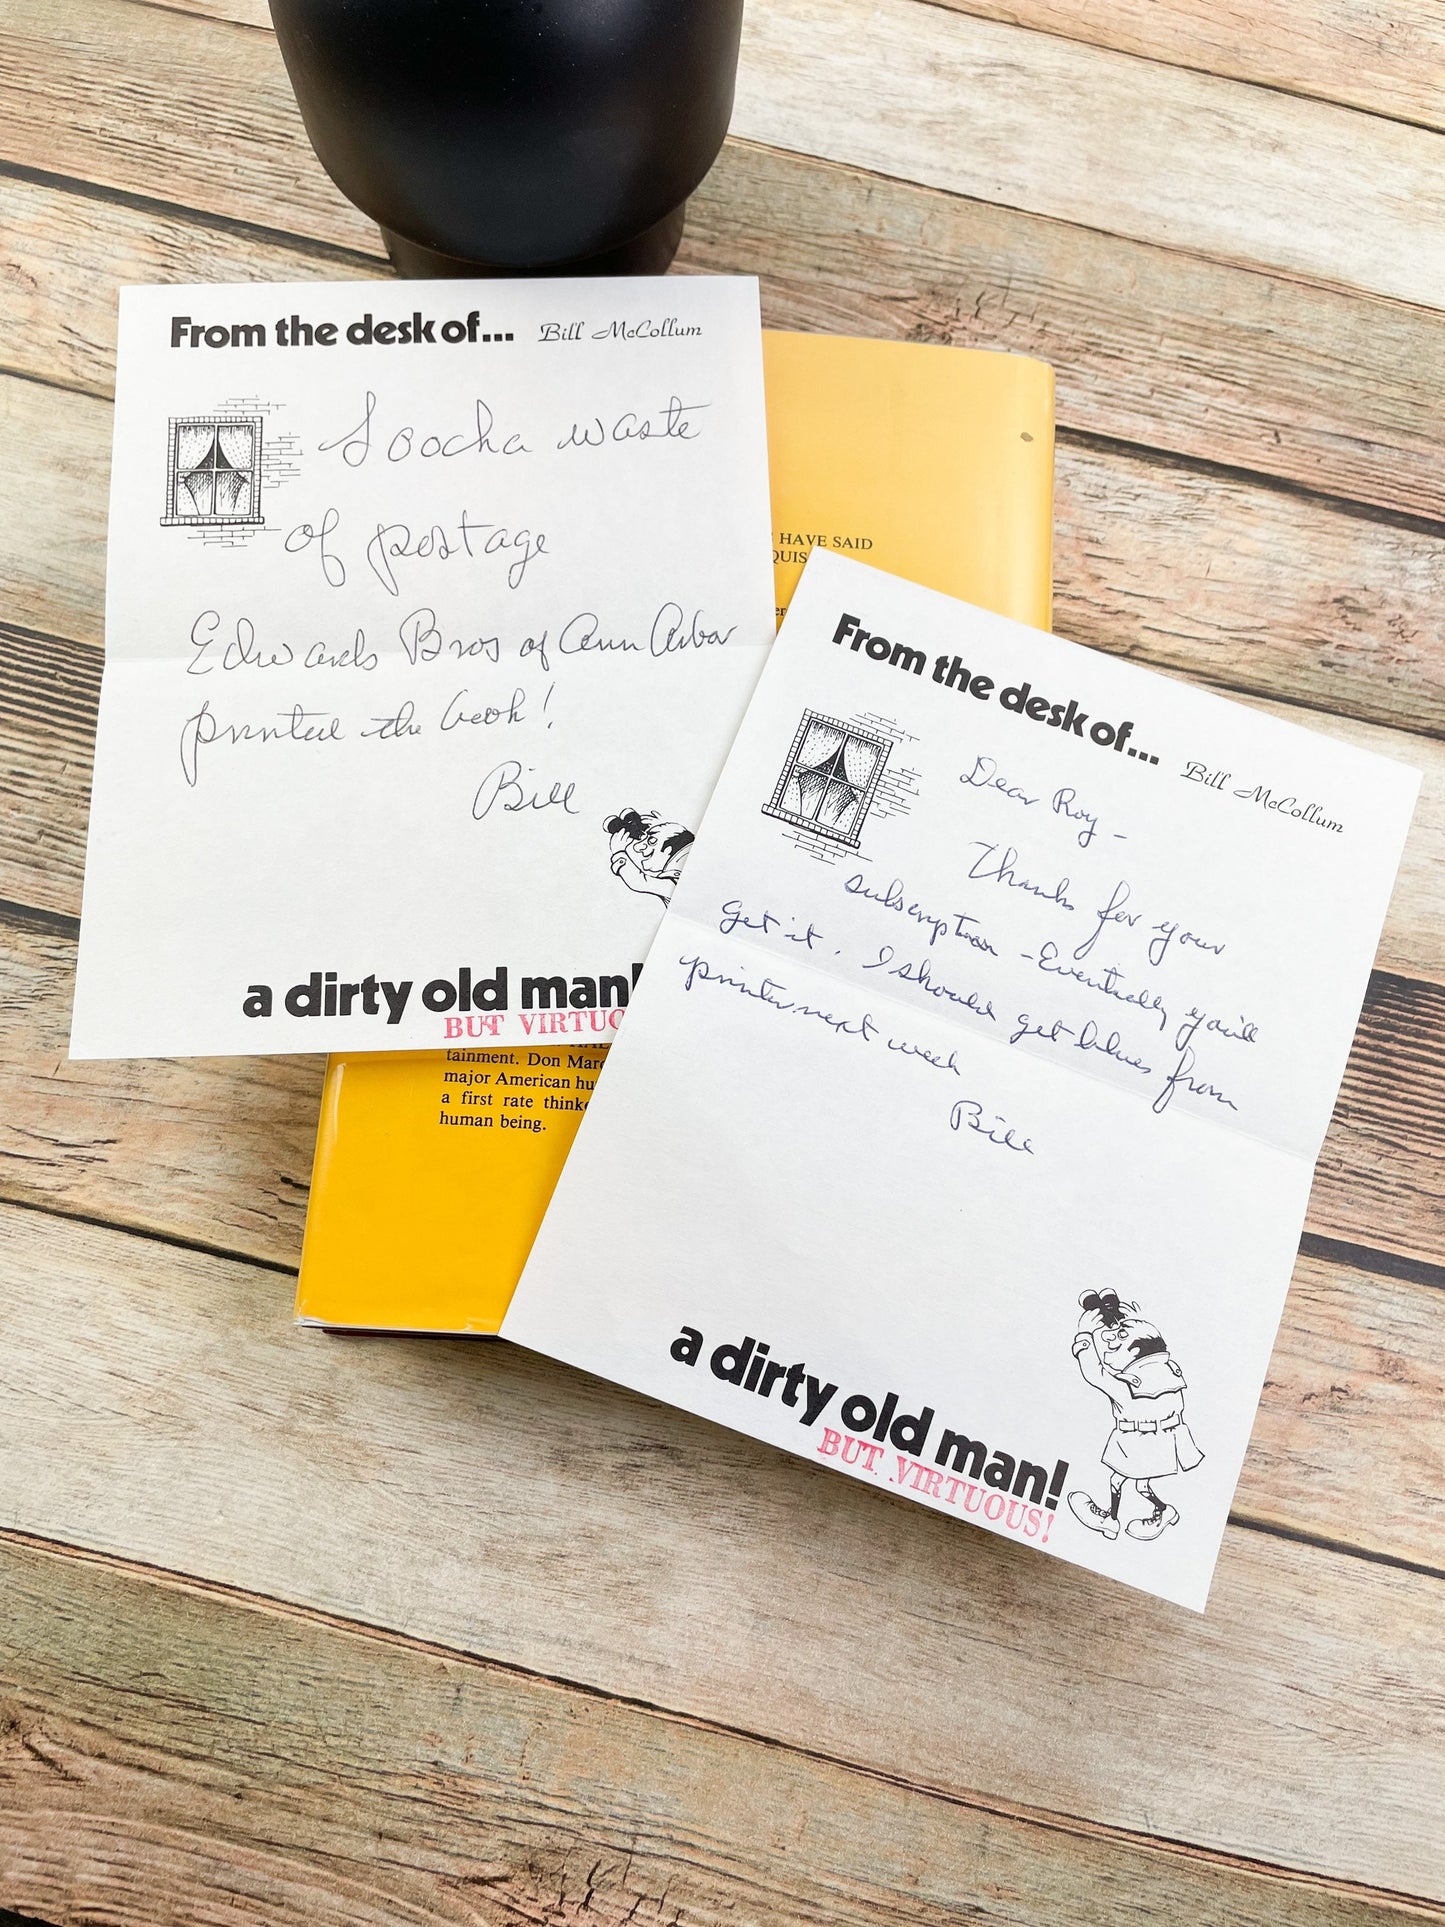 From the desk of... Bill McCollum
Soocha waste
of postage
Edwards Bros of Ann Arbor
printed the book!
Bill
a dirty old man!
BUT VIRTUO
HAVE SAID
QUIS
er
tainment. Don Marq
major American hu
a first rate thinke
human being.
From the desk of... Bill McCollum
Dear Roy -
Thanks for your
subscription - Eventually you'll
get it. I should get blues from
printer next week
Bill
a dirty old man!
BUT VIRTUOUS!